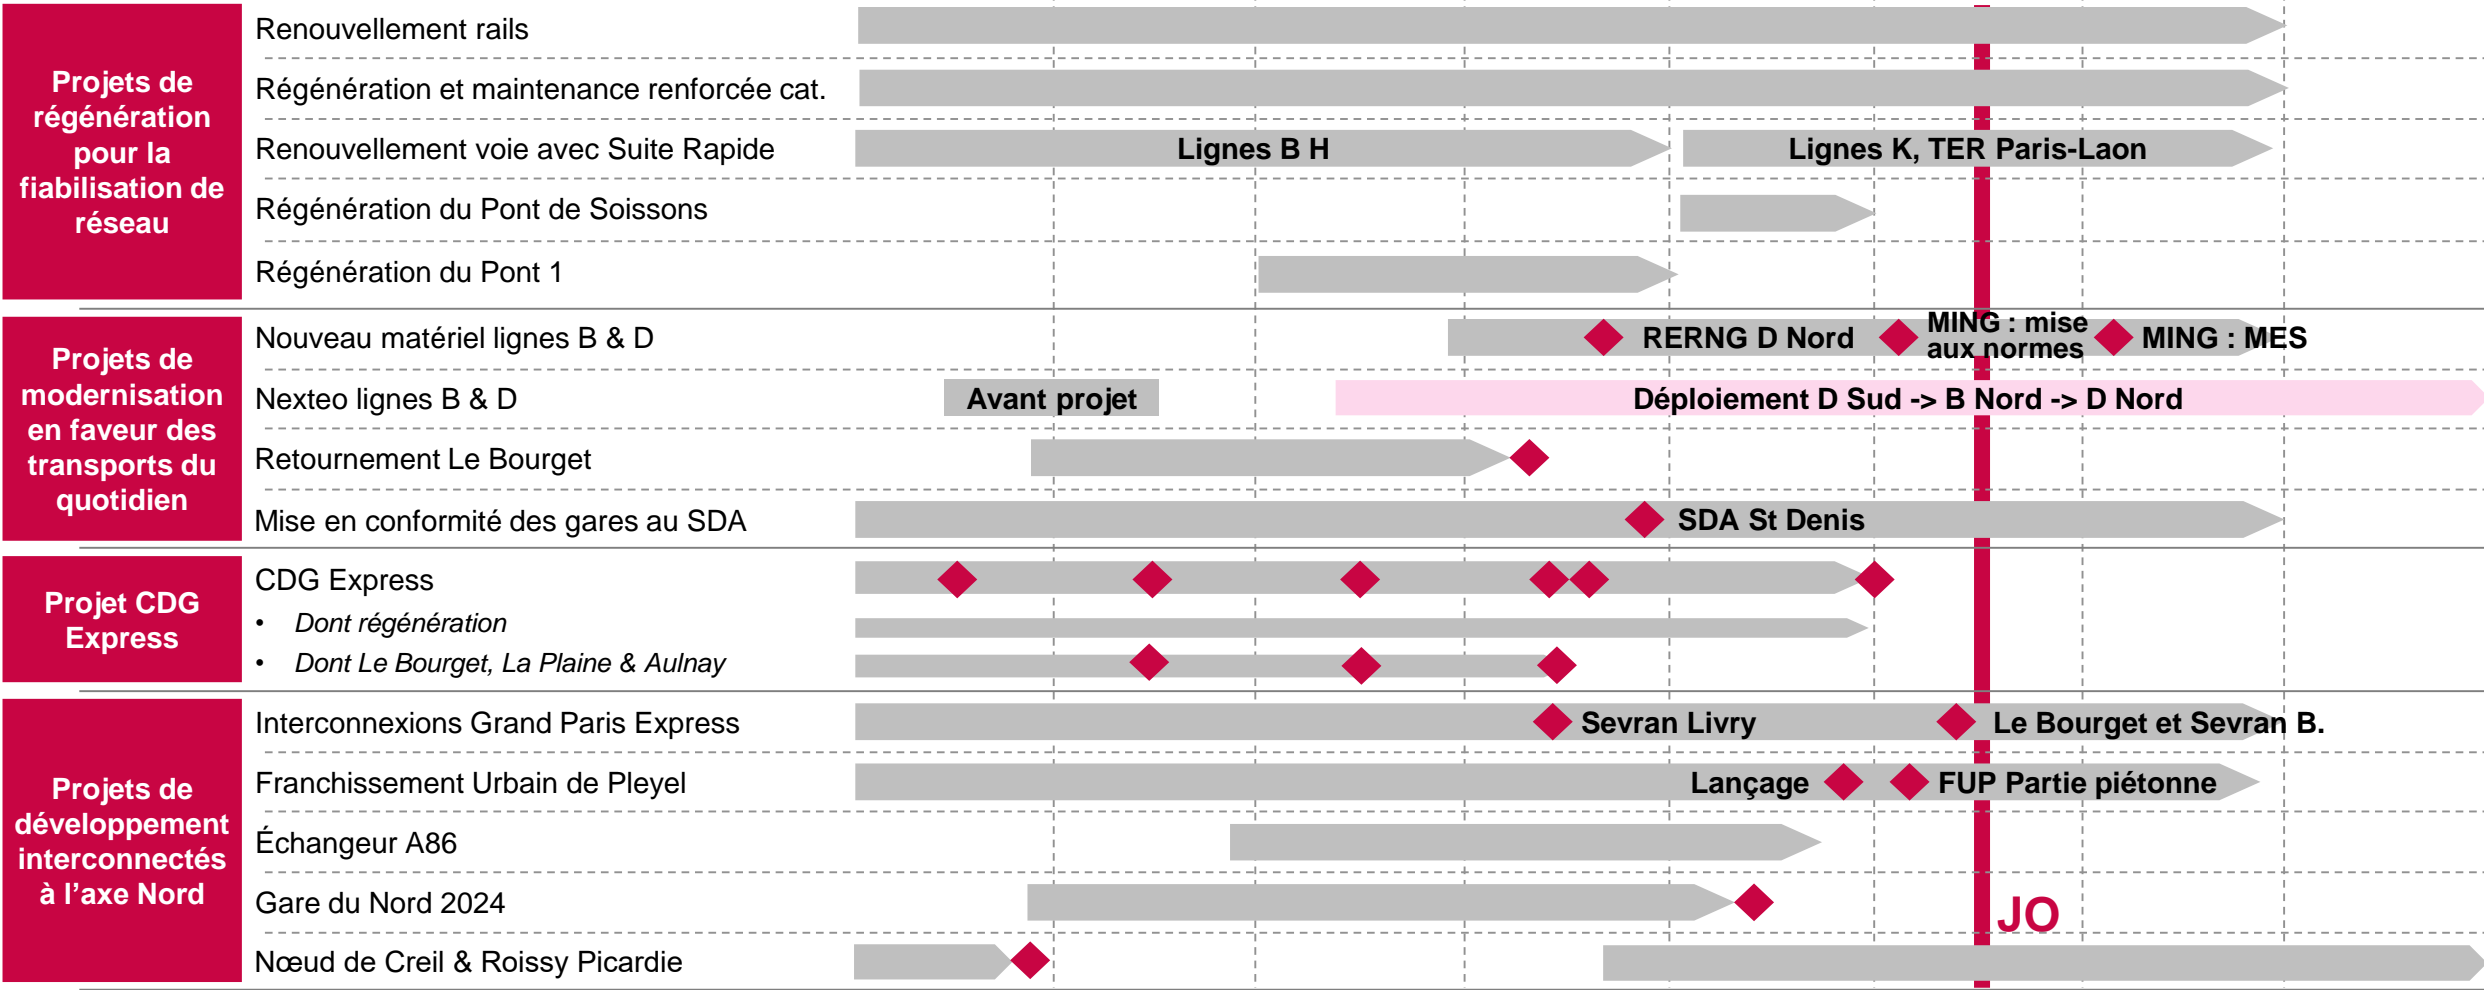 Projets de
régénération
pour la
fiabilisation de
réseau
Renouvellement rails
Régénération et maintenance renforcée cat.
Renouvellement voie avec Suite Rapide
Lignes B H
Lignes K, TER Paris-Laon
Régénération du Pont de Soissons
Régénération du Pont 1
Projets de
modernisation
en faveur des
transports du
quotidien
Nouveau matériel lignes B & D
RERNG D Nord
MING : mise
aux normes
MING : MES
Nexteo lignes B & D
Avant projet
Déploiement D Sud -> B Nord -> D Nord
Retournement Le Bourget
Mise en conformité des gares au SDA
SDA St Denis
Projet CDG
Express
CDG Express
• Dont régénération
• Dont Le Bourget, La Plaine & Aulnay
Projets de
développement
interconnectés
à l'axe Nord
Interconnexions Grand Paris Express
Sevran Livry
Le Bourget et Sevran B.
Franchissement Urbain de Pleyel
Lançage
FUP Partie piétonne
Échangeur A86
Gare du Nord 2024
JO
Nœud de Creil & Roissy Picardie